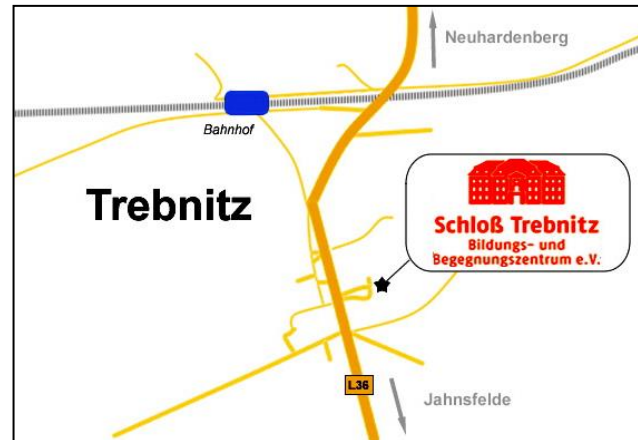 Neuhardenberg
Bahnhof
Trebnitz
Schloß Trebnitz
Bildungs- und
Begegnungszentrum e.V.
L36
Jahnsfelde